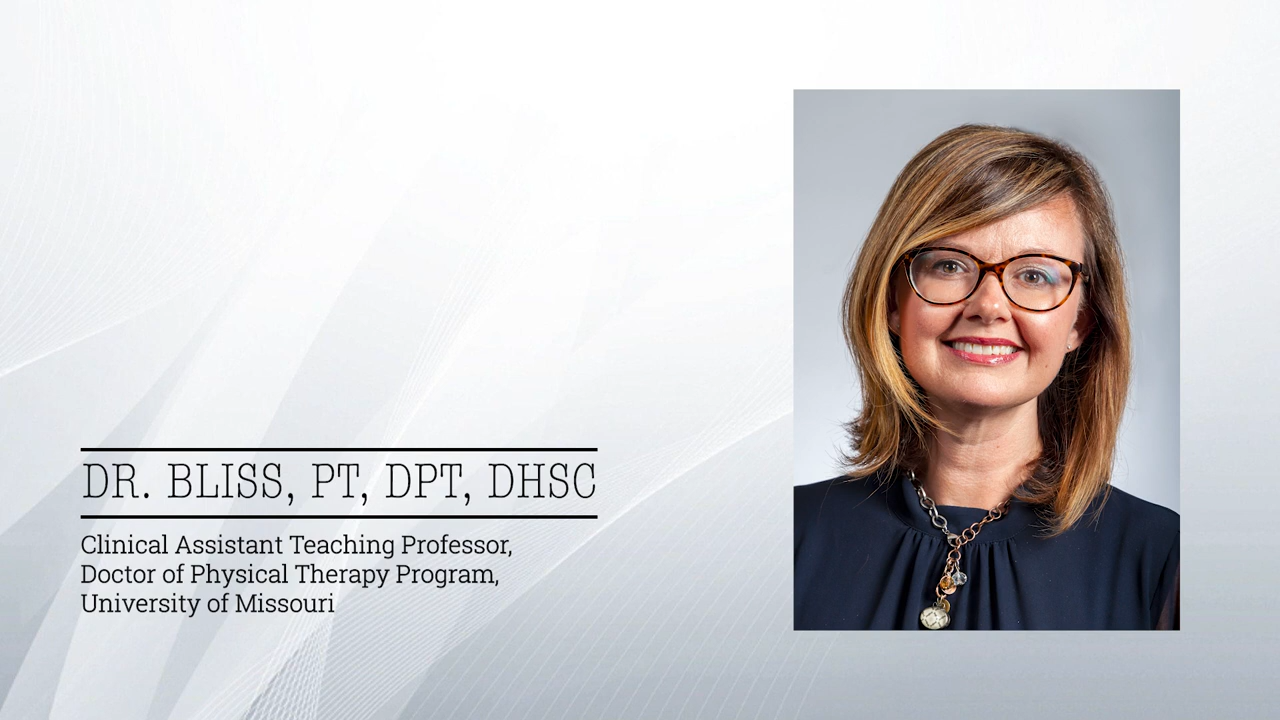 DR. BLISS, PT, DPT, DHSC
Clinical Assistant Teaching Professor,
Doctor of Physical Therapy Program,
University of Missouri